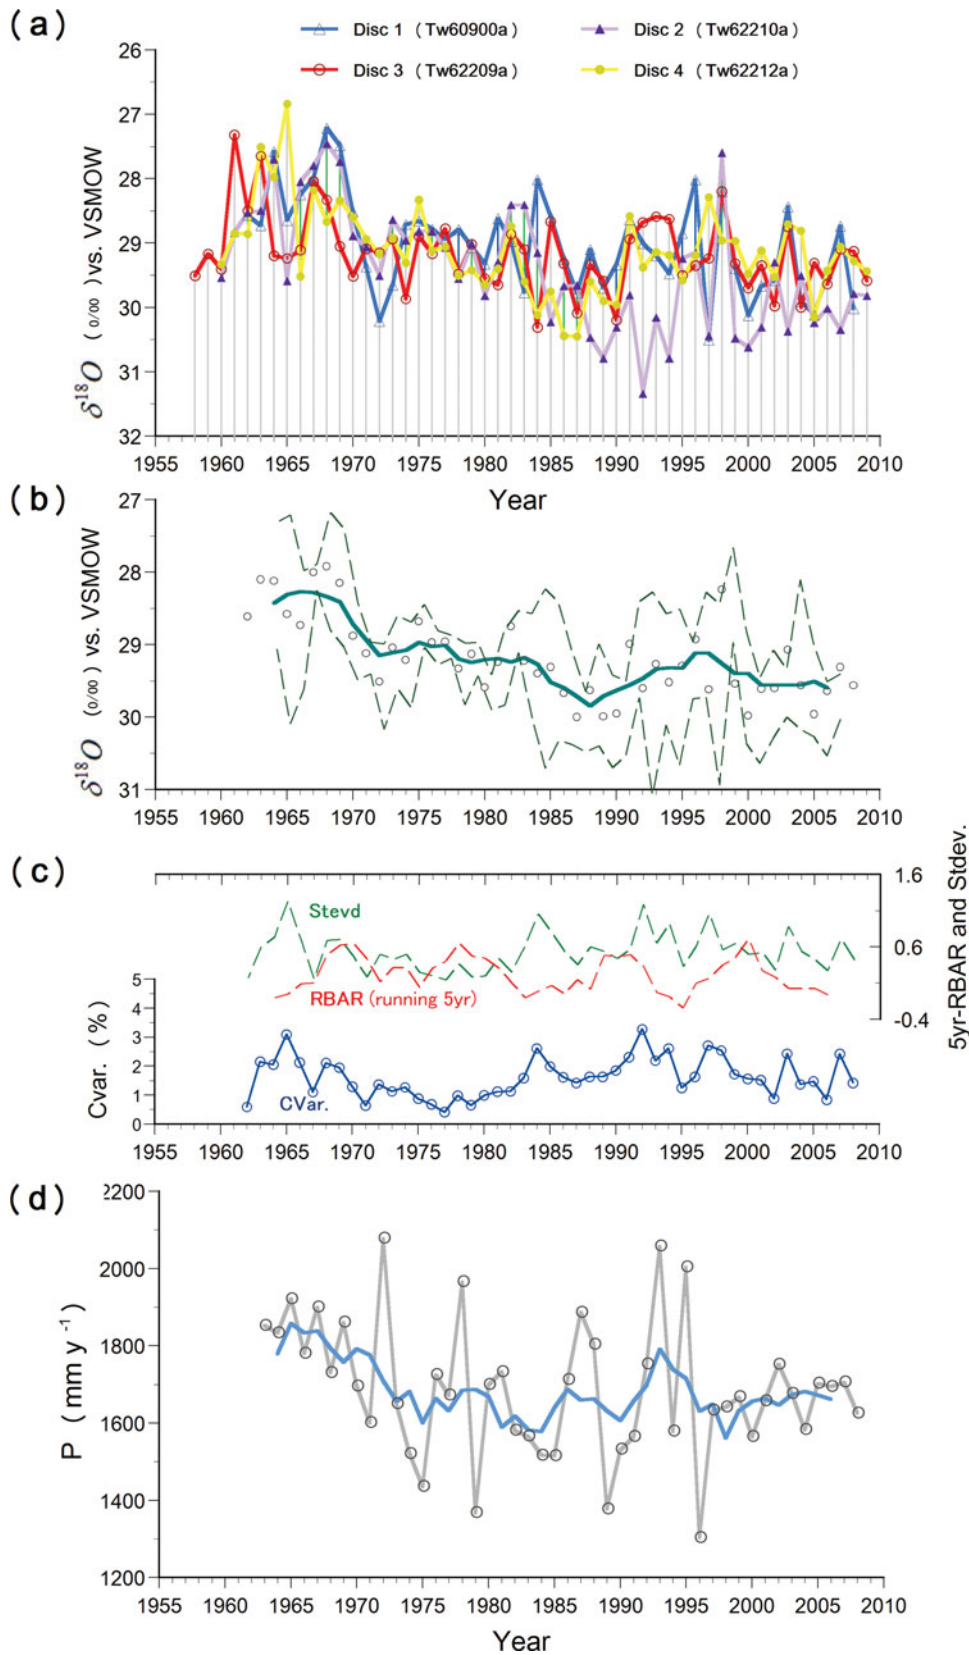 (a)
Disc 1 (Tw60900a) Disc 2 (Tw62210a)
Disc 3 (Tw62209a) Disc 4 (Tw62212a)
26
27
28
29
30
31
32
δ18O (0/00) vs. VSMOW
1955 1960 1965 1970 1975 1980 1985 1990 1995 2000 2005 2010
Year
(b)
27
28
29
30
31
δ18O (0/00) vs. VSMOW
1955 1960 1965 1970 1975 1980 1985 1990 1995 2000 2005 2010
(c)
1.6
0.6
-0.4
5yr-RBAR and Stdev.
Stevd
RBAR (running 5yr)
CVar.
5
4
3
2
1
0
Cvar. (%)
1955 1960 1965 1970 1975 1980 1985 1990 1995 2000 2005 2010
(d)
2200
2000
1800
1600
1400
1200
P (mm y -1)
1955 1960 1965 1970 1975 1980 1985 1990 1995 2000 2005 2010
Year